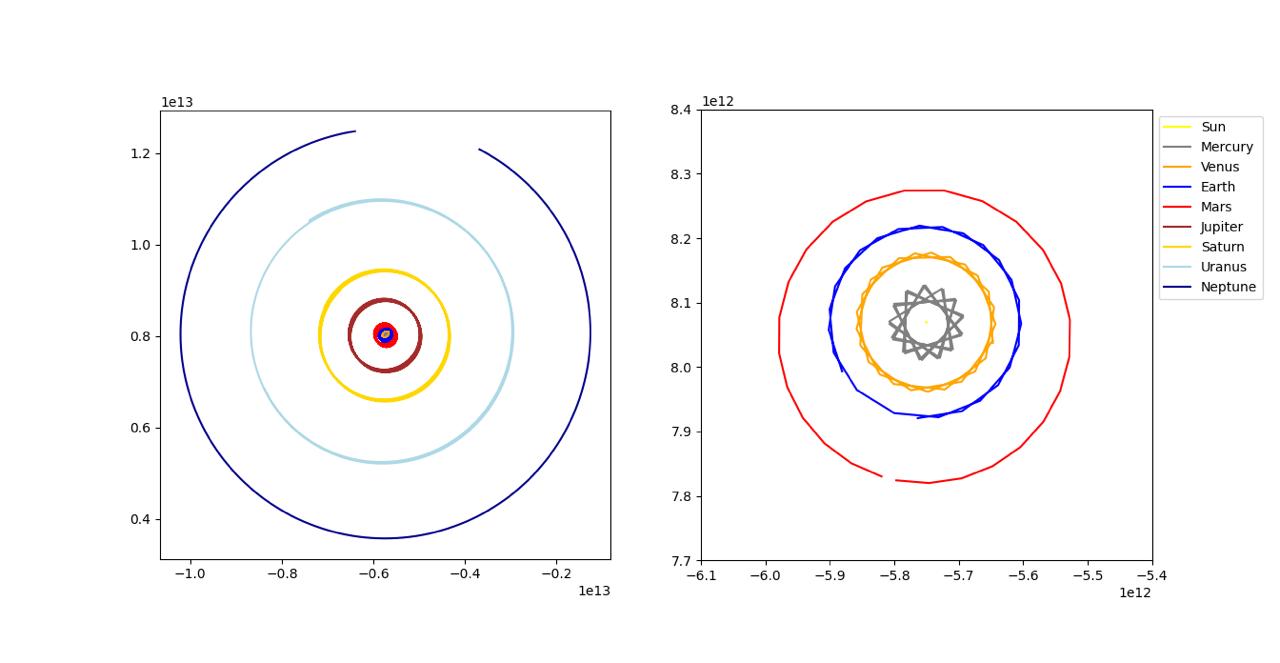 1e13
1.2
1.0
0.8
0.6
0.4
−1.0 −0.8 −0.6 −0.4 −0.2
1e13
1e12
8.4
8.3
8.2
8.1
8.0
7.9
7.8
7.7
−6.1 −6.0 −5.9 −5.8 −5.7 −5.6 −5.5 −5.4
1e12
Sun
Mercury
Venus
Earth
Mars
Jupiter
Saturn
Uranus
Neptune